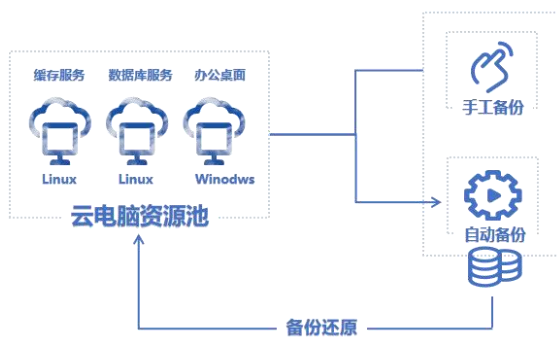 缓存服务 数据库服务 办公桌面
Linux Linux Winodws
云电脑资源池
手工备份
自动备份
备份还原